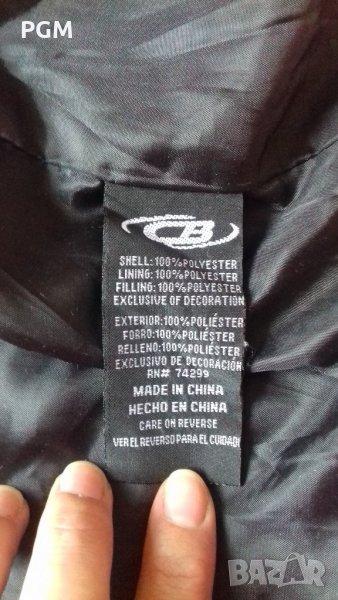 PGM
CB
SHELL: 100% POLYESTER
LINING: 100% POLYESTER
FILLING: 100% POLYESTER
EXCLUSIVE OF DECORATION
EXTERIOR: 100% POLIÉSTER
FORRO: 100% POLIÉSTER
RELLENO: 100% POLIÉSTER
EXCLUSIVO DE DECORACIÓN
RN# 74299
MADE IN CHINA
HECHO EN CHINA
CARE ON REVERSE
VER EL REVERSO PARA EL CUIDADO
BAZAR